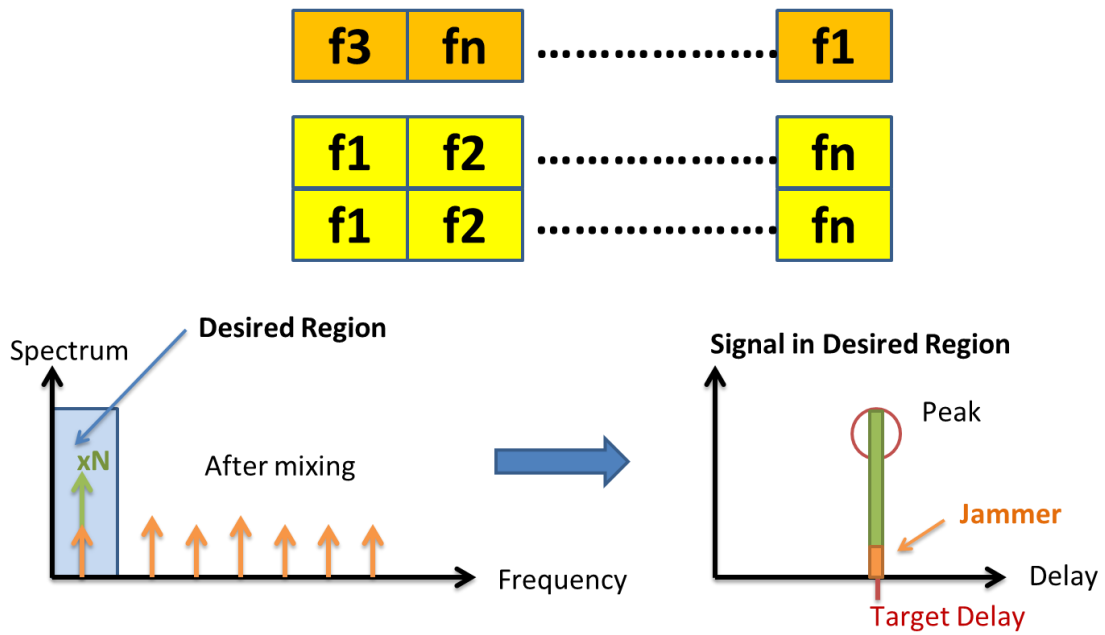 f3 fn ........................ f1
f1 f2 ........................ fn
f1 f2 ........................ fn
Desired Region
Spectrum
xN
After mixing
Frequency
Signal in Desired Region
Peak
Jammer
Delay
Target Delay